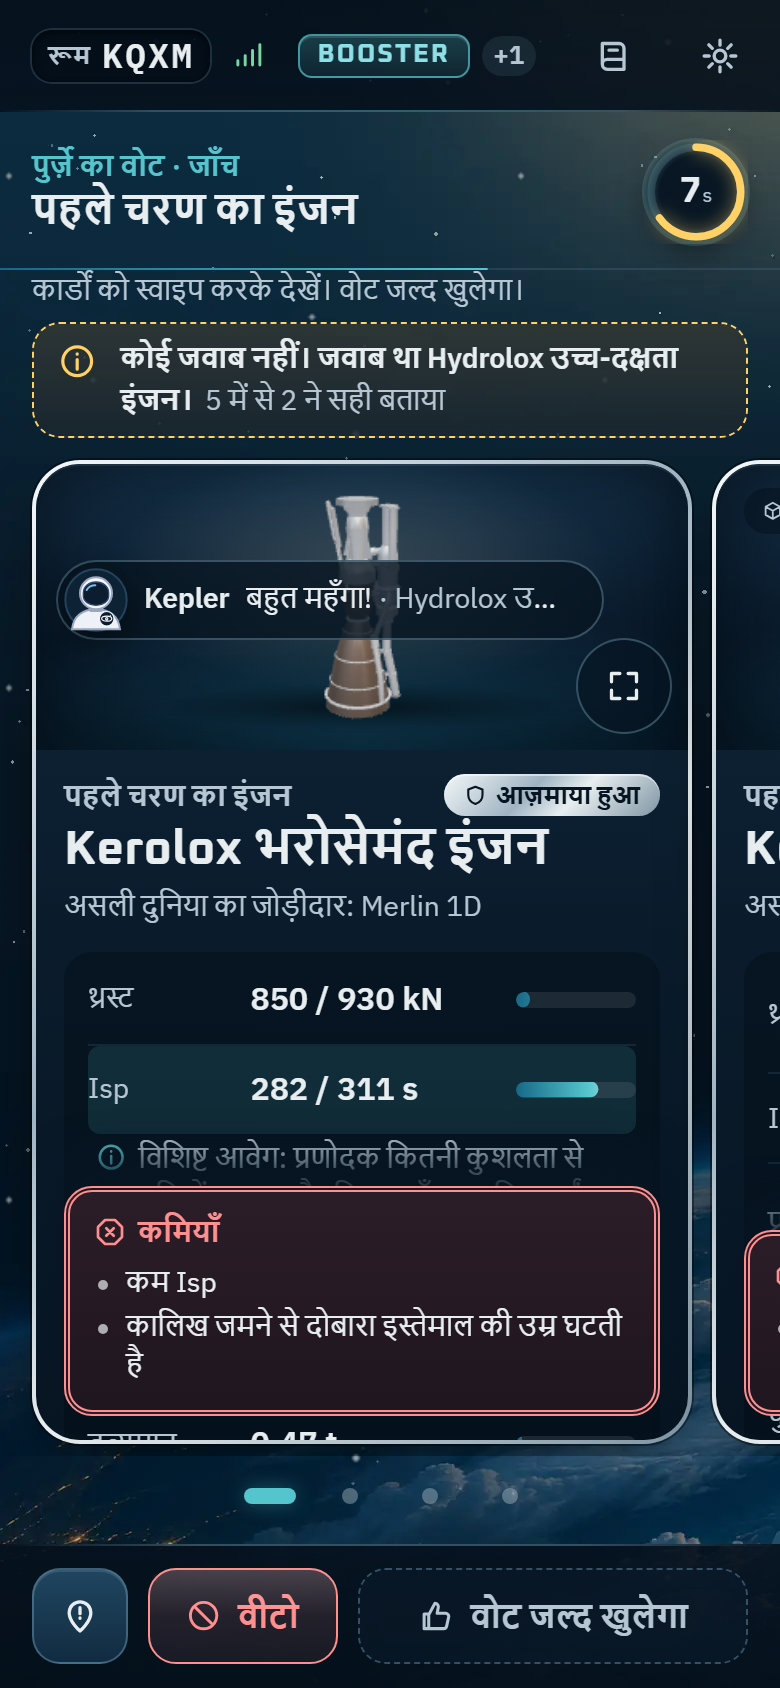 रूम KQXM BOOSTER +1
पुर्ज़े का वोट · जाँच
पहले चरण का इंजन
7s
कार्डों को स्वाइप करके देखें। वोट जल्द खुलेगा।
कोई जवाब नहीं। जवाब था Hydrolox उच्च-दक्षता
इंजन। 5 में से 2 ने सही बताया
Kepler बहुत महँगा! · Hydrolox उ...
पहले चरण का इंजन आज़माया हुआ
Kerolox भरोसेमंद इंजन
असली दुनिया का जोड़ीदार: Merlin 1D
थ्रस्ट 850 / 930 kN
Isp 282 / 311 s
विशिष्ट आवेग: प्रणोदक कितनी कुशलता से
कमियाँ
कम Isp
कालिख जमने से दोबारा इस्तेमाल की उम्र घटती
है
वीटो वोट जल्द खुलेगा